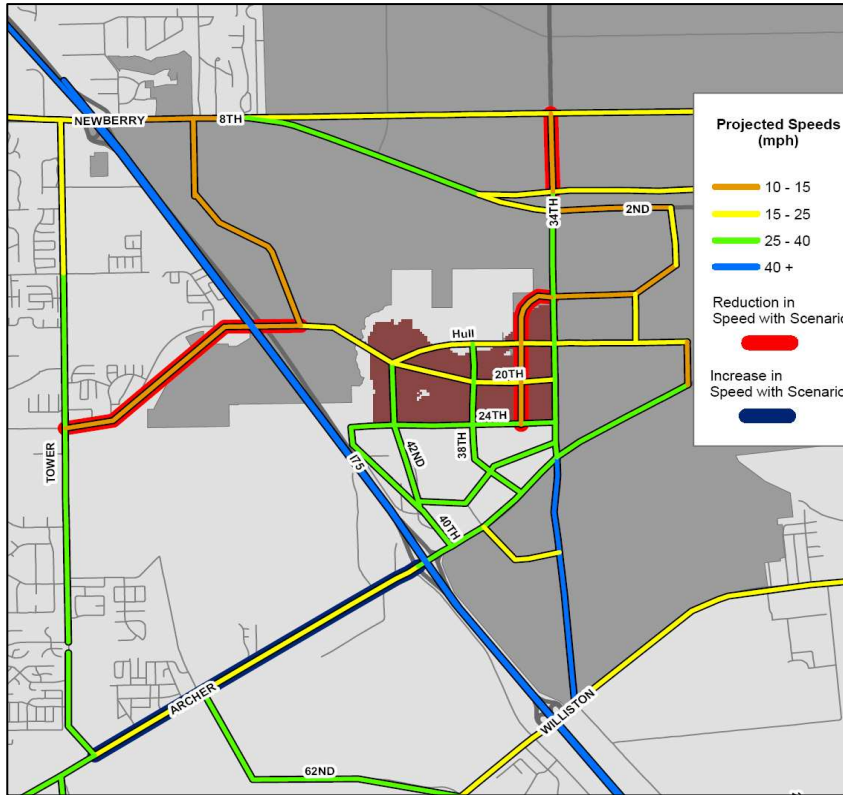 NEWBERRY
8TH
34TH
2ND
Hull
20TH
24TH
42ND
38TH
TOWER
I75
40TH
ARCHER
WILLISTON
62ND
Projected Speeds
(mph)
10 - 15
15 - 25
25 - 40
40 +
Reduction in
Speed with Scenario
Increase in
Speed with Scenario